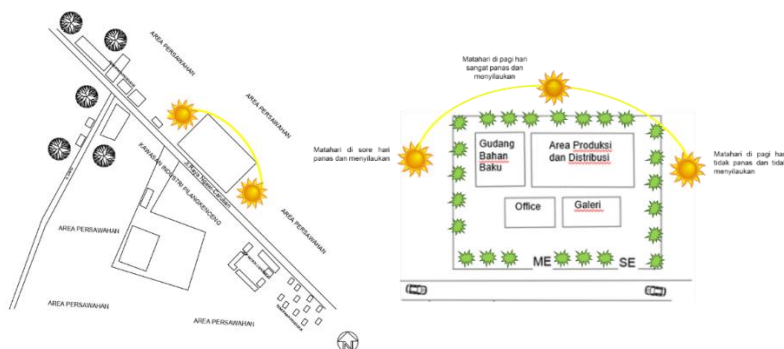 AREA PERSAWAHAN
AREA PERSAWAHAN
KAWASAN INDUSTRI PILANGKENCENG
Jl Raya Ngawi-Caruban
AREA PERSAWAHAN
AREA PERSAWAHAN
AREA PERSAWAHAN
AREA PERSAWAHAN
Matahari di sore hari
panas dan menyilaukan
Matahari di pagi hari
sangat panas dan
menyilaukan
Matahari di pagi ha
tidak panas dan tida
menyilaukan
Gudang
Bahan
Baku
Area Produksi
dan Distribusi
Office
Galeri
ME
SE